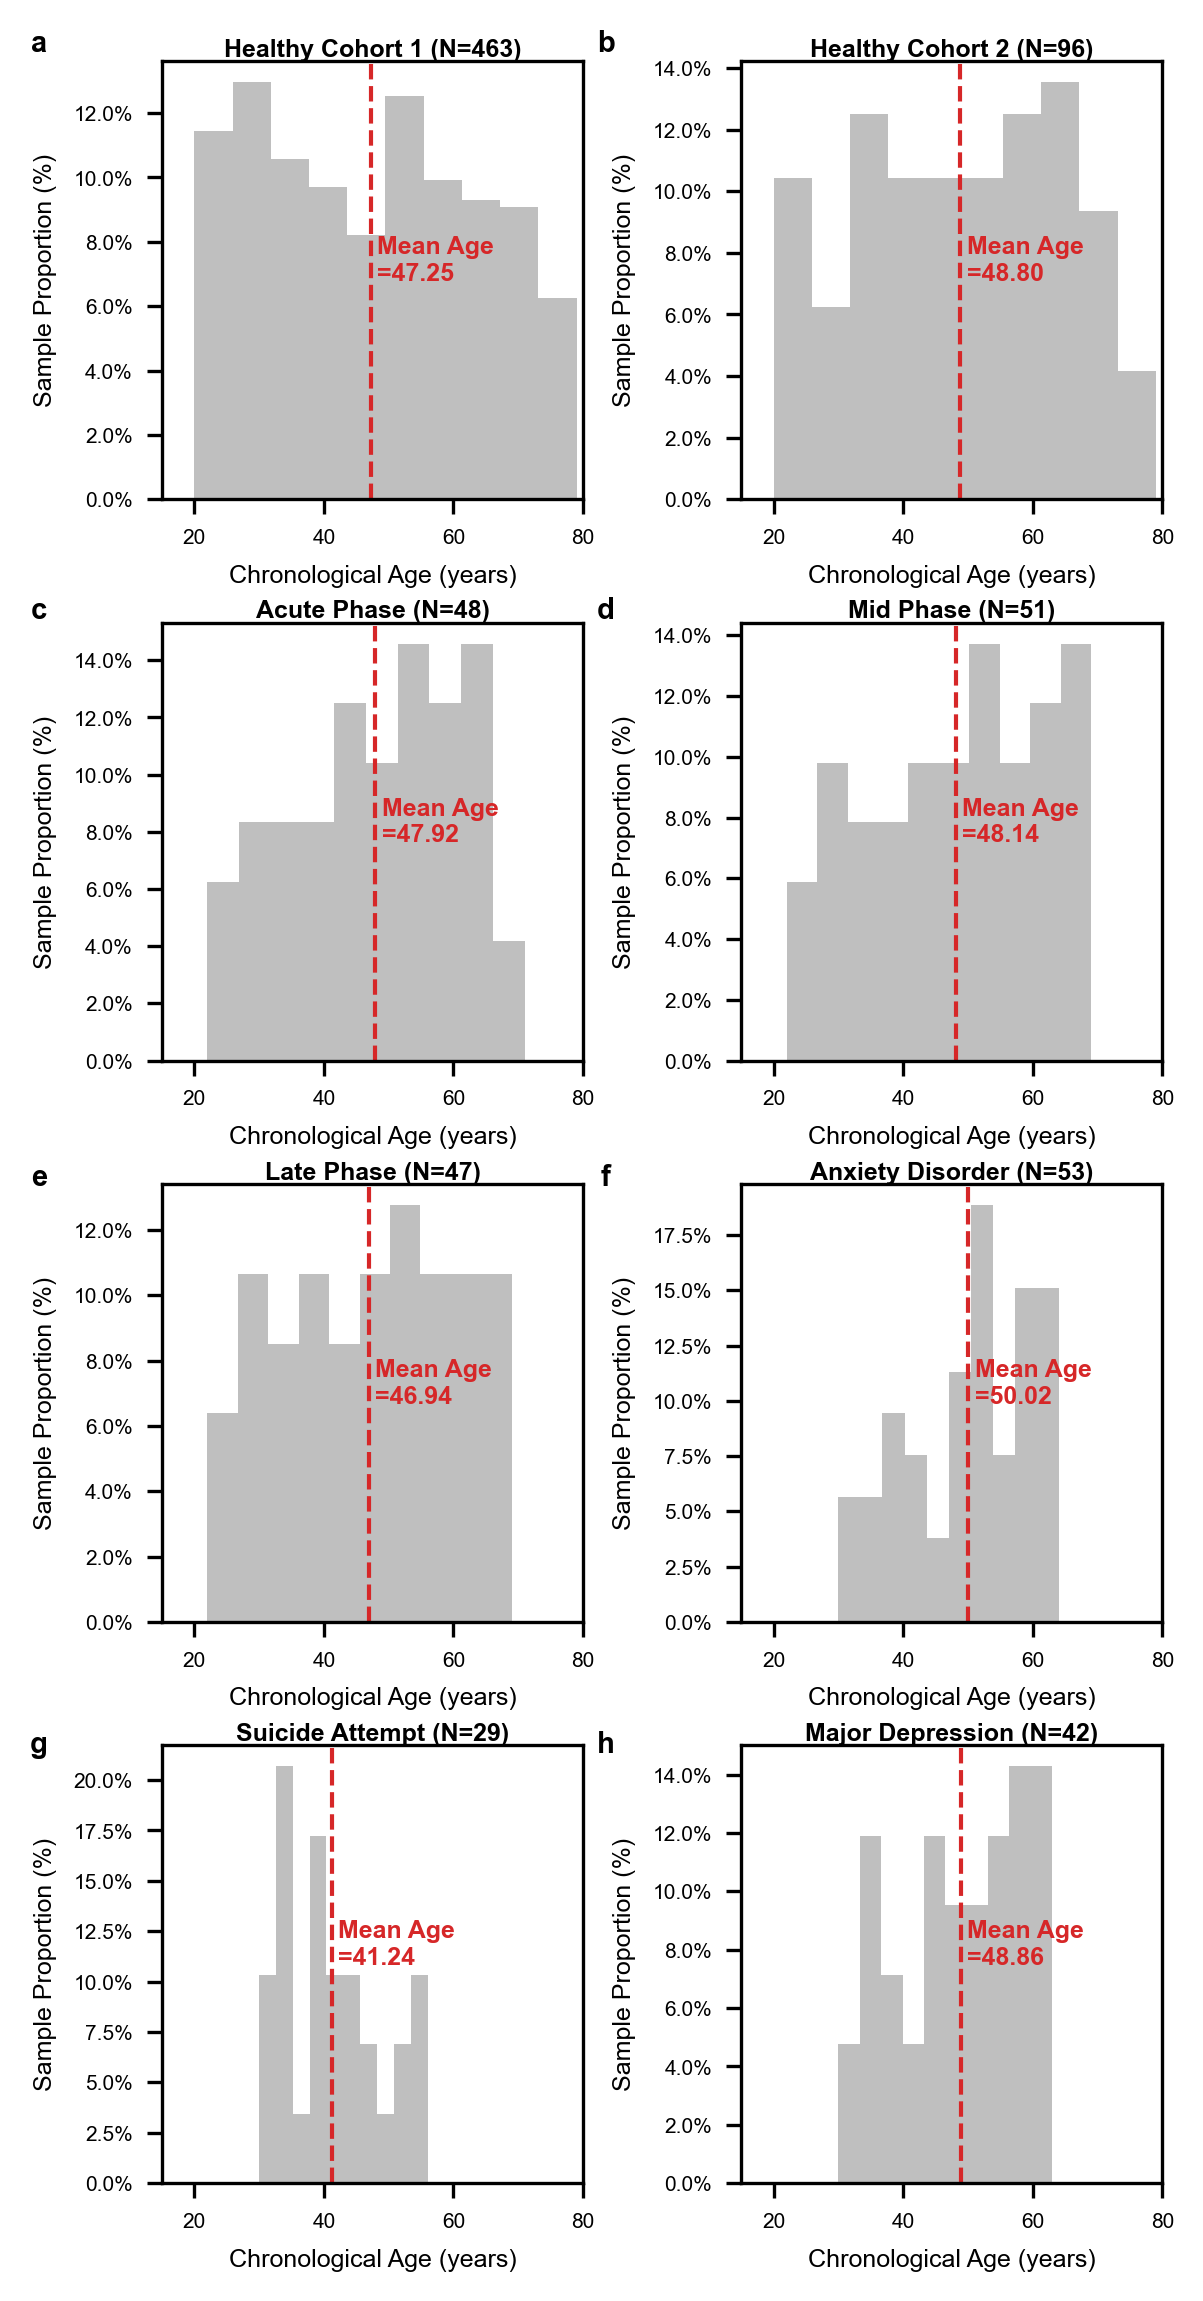 a
Healthy Cohort 1 (N=463)
12.0%
10.0%
8.0%
6.0%
4.0%
2.0%
0.0%
Sample Proportion (%)
Mean Age
=47.25
20 40 60 80
Chronological Age (years)
b
Healthy Cohort 2 (N=96)
14.0%
12.0%
10.0%
8.0%
6.0%
4.0%
2.0%
0.0%
Sample Proportion (%)
Mean Age
=48.80
20 40 60 80
Chronological Age (years)
c
Acute Phase (N=48)
14.0%
12.0%
10.0%
8.0%
6.0%
4.0%
2.0%
0.0%
Sample Proportion (%)
Mean Age
=47.92
20 40 60 80
Chronological Age (years)
d
Mid Phase (N=51)
14.0%
12.0%
10.0%
8.0%
6.0%
4.0%
2.0%
0.0%
Sample Proportion (%)
Mean Age
=48.14
20 40 60 80
Chronological Age (years)
e
Late Phase (N=47)
12.0%
10.0%
8.0%
6.0%
4.0%
2.0%
0.0%
Sample Proportion (%)
Mean Age
=46.94
20 40 60 80
Chronological Age (years)
f
Anxiety Disorder (N=53)
17.5%
15.0%
12.5%
10.0%
7.5%
5.0%
2.5%
0.0%
Sample Proportion (%)
Mean Age
=50.02
20 40 60 80
Chronological Age (years)
g
Suicide Attempt (N=29)
20.0%
17.5%
15.0%
12.5%
10.0%
7.5%
5.0%
2.5%
0.0%
Sample Proportion (%)
Mean Age
=41.24
20 40 60 80
Chronological Age (years)
h
Major Depression (N=42)
14.0%
12.0%
10.0%
8.0%
6.0%
4.0%
2.0%
0.0%
Sample Proportion (%)
Mean Age
=48.86
20 40 60 80
Chronological Age (years)